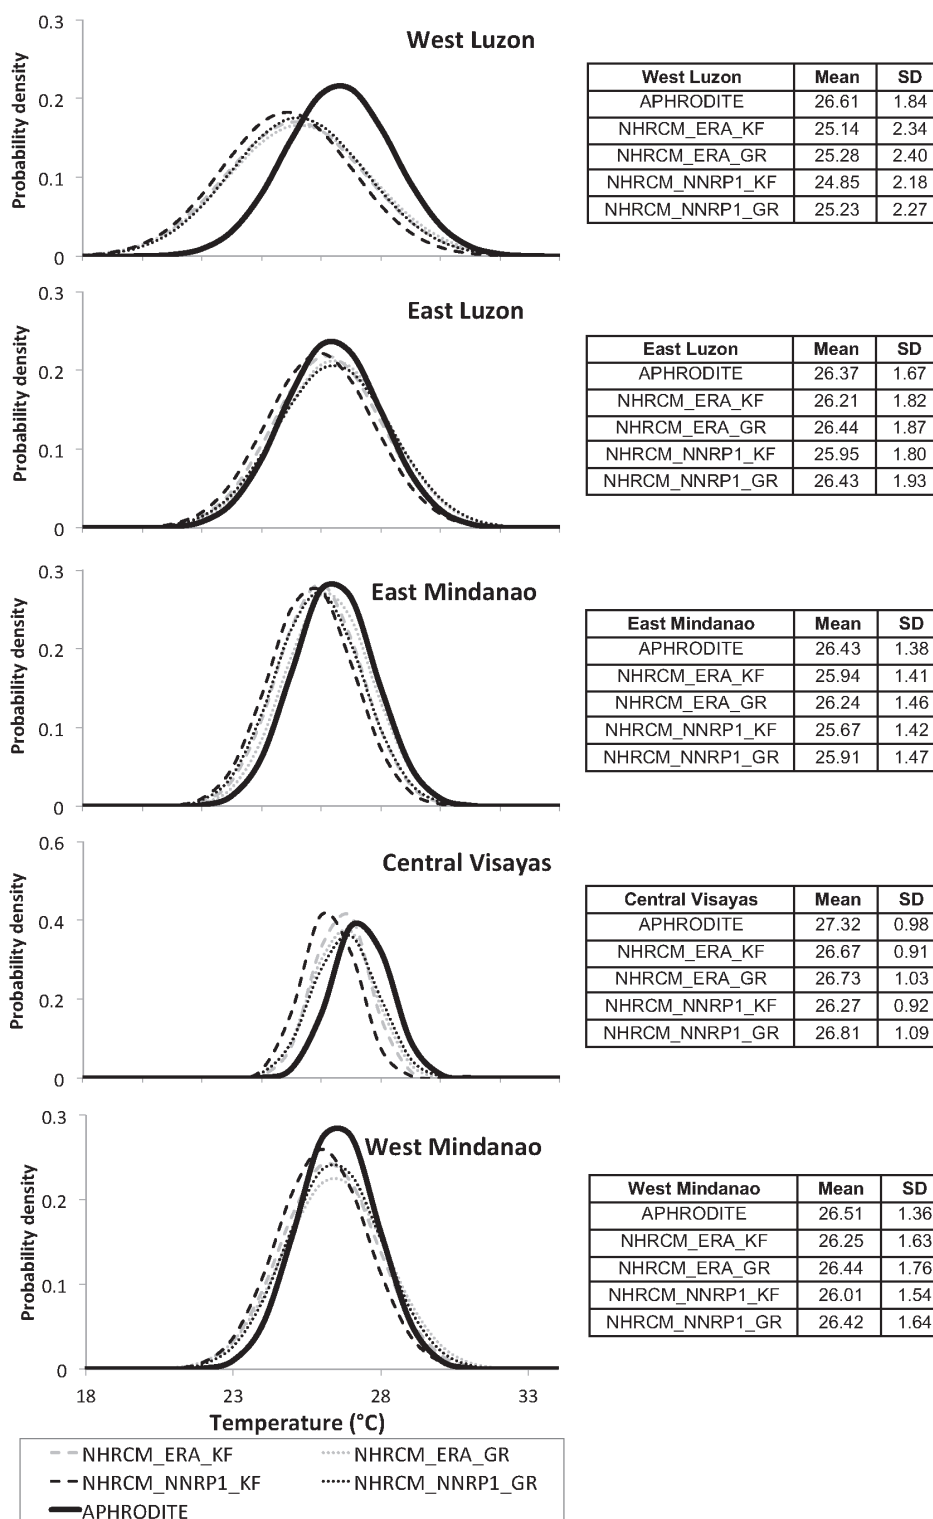 West Luzon
Probability density
0.3
0.2
0.1
0
West Luzon Mean SD
APHRODITE 26.61 1.84
NHRCM_ERA_KF 25.14 2.34
NHRCM_ERA_GR 25.28 2.40
NHRCM_NNRP1_KF 24.85 2.18
NHRCM_NNRP1_GR 25.23 2.27
East Luzon
Probability density
0.3
0.2
0.1
0
East Luzon Mean SD
APHRODITE 26.37 1.67
NHRCM_ERA_KF 26.21 1.82
NHRCM_ERA_GR 26.44 1.87
NHRCM_NNRP1_KF 25.95 1.80
NHRCM_NNRP1_GR 26.43 1.93
East Mindanao
Probability density
0.3
0.2
0.1
0
East Mindanao Mean SD
APHRODITE 26.43 1.38
NHRCM_ERA_KF 25.94 1.41
NHRCM_ERA_GR 26.24 1.46
NHRCM_NNRP1_KF 25.67 1.42
NHRCM_NNRP1_GR 25.91 1.47
Central Visayas
Probability density
0.6
0.4
0.2
0
Central Visayas Mean SD
APHRODITE 27.32 0.98
NHRCM_ERA_KF 26.67 0.91
NHRCM_ERA_GR 26.73 1.03
NHRCM_NNRP1_KF 26.27 0.92
NHRCM_NNRP1_GR 26.81 1.09
West Mindanao
Probability density
0.3
0.2
0.1
0
West Mindanao Mean SD
APHRODITE 26.51 1.36
NHRCM_ERA_KF 26.25 1.63
NHRCM_ERA_GR 26.44 1.76
NHRCM_NNRP1_KF 26.01 1.54
NHRCM_NNRP1_GR 26.42 1.64
18 23 28 33
Temperature (°C)
NHRCM_ERA_KF NHRCM_ERA_GR
NHRCM_NNRP1_KF NHRCM_NNRP1_GR
APHRODITE